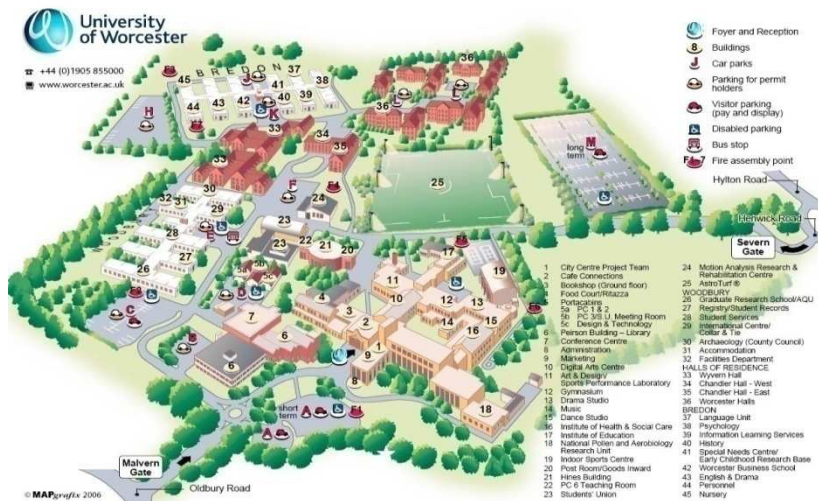 University
of Worcester
+44 (0)1905 855000
www.worcester.ac.uk
BREDON
Foyer and Reception
8 Buildings
J Car parks
Parking for permit
holders
Visitor parking
(pay and display)
Disabled parking
Bus stop
Fire assembly point
Hylton Road
Henwick Road
Severn
Gate
long
term
M
short
term
Malvern
Gate
Oldbury Road
© MAPgrafix 2006
1 City Centre Project Team
2 Cafe Connections
3 Bookshop (Ground floor)
4 Food Court/Ritazza
5 Portacabins
5a PC 1 & 2
5b PC 3/S.U. Meeting Room
5c Design & Technology
6 Peirson Building – Library
7 Conference Centre
8 Administration
9 Marketing
10 Digital Arts Centre
11 Art & Design/
Sports Performance Laboratory
12 Gymnasium
13 Drama Studio
14 Music
15 Dance Studio
16 Institute of Health & Social Care
17 Institute of Education
18 National Pollen and Aerobiology
Research Unit
19 Indoor Sports Centre
20 Post Room/Goods Inward
21 Hines Building
22 PC 6 Teaching Room
23 Students' Union
24 Motion Analysis Research &
Rehabilitation Centre
25 AstroTurf ®
WOODBURY
26 Graduate Research School/AQU
27 Registry/Student Records
28 Student Services
29 International Centre/
Collar & Tie
30 Archaeology (County Council)
31 Accommodation
32 Facilities Department
HALLS OF RESIDENCE
33 Wyvern Hall
34 Chandler Hall - West
35 Chandler Hall - East
36 Worcester Halls
BREDON
37 Language Unit
38 Psychology
39 Information Learning Services
40 History
41 Special Needs Centre/
Early Childhood Research Base
42 Worcester Business School
43 English & Drama
44 Personnel
45 Nursery